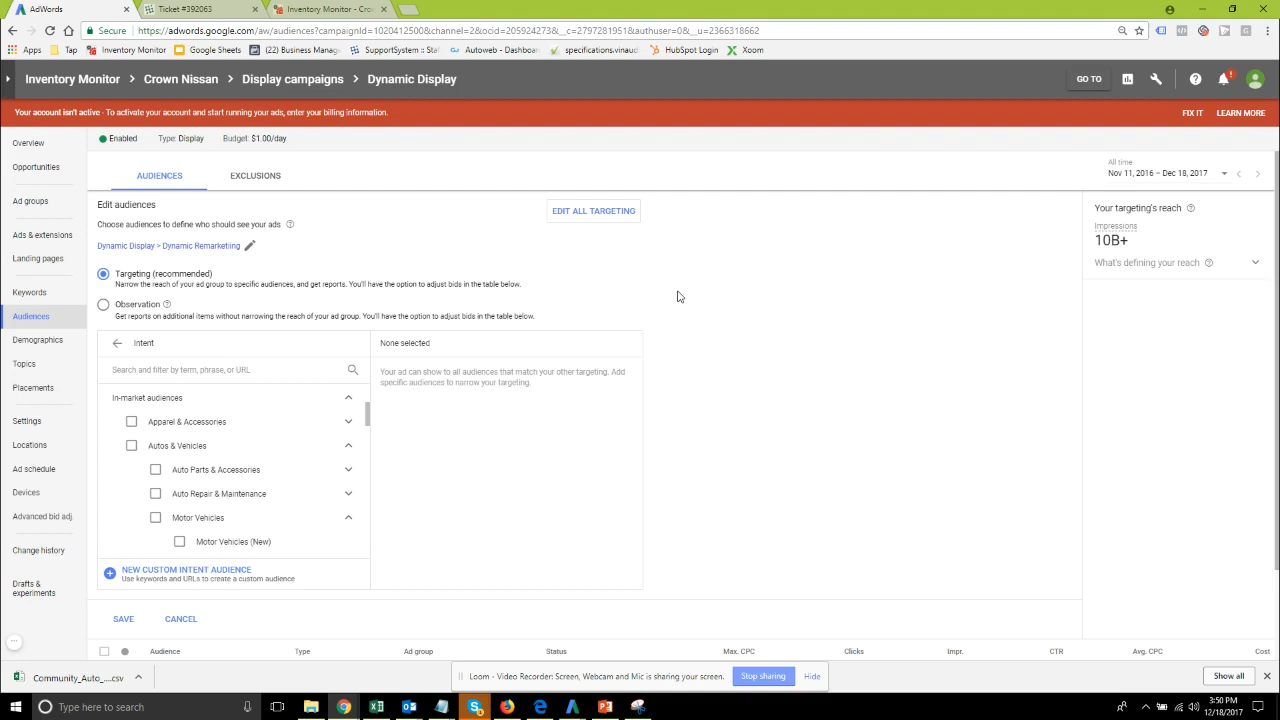 AdWords
Ticket #392063
Inventory Monitor - Crown
Secure https://adwords.google.com/aw/audiences?campaignId=1020412500&channel=2&ocid=205924273&__c=2797281951&authuser=0&__u=2366318662
Apps Tap Inventory Monitor Google Sheets (22) Business Manag SupportSystem :: Sta Autoweb - Dashboard specifications.vinaud HubSpot Login Xoom
Inventory Monitor > Crown Nissan > Display campaigns > Dynamic Display
GO TO
Your account isn't active - To activate your account and start running your ads, enter your billing information.
FIX IT LEARN MORE
Enabled Type: Display Budget: $1.00/day
Overview
Opportunities
Ad groups
Ads & extensions
Landing pages
Keywords
Audiences
Demographics
Topics
Placements
Settings
Locations
Ad schedule
Devices
Advanced bid adj.
Change history
Drafts &
experiments
AUDIENCES EXCLUSIONS
All time
Nov 11, 2016 – Dec 18, 2017
Edit audiences
EDIT ALL TARGETING
Choose audiences to define who should see your ads
Dynamic Display > Dynamic Remarketiing
Targeting (recommended)
Narrow the reach of your ad group to specific audiences, and get reports. You'll have the option to adjust bids in the table below.
Observation
Get reports on additional items without narrowing the reach of your ad group. You'll have the option to adjust bids in the table below.
Intent
Search and filter by term, phrase, or URL
In-market audiences
Apparel & Accessories
Autos & Vehicles
Auto Parts & Accessories
Auto Repair & Maintenance
Motor Vehicles
Motor Vehicles (New)
NEW CUSTOM INTENT AUDIENCE
Use keywords and URLs to create a custom audience
None selected
Your ad can show to all audiences that match your other targeting. Add
specific audiences to narrow your targeting.
Your targeting's reach
Impressions
10B+
What's defining your reach
SAVE CANCEL
Audience Type Ad group Status Max. CPC Clicks Impr. CTR Avg. CPC Cost
Community_Auto_....csv
Loom - Video Recorder: Screen, Webcam and Mic is sharing your screen.
Stop sharing Hide
Show all
Type here to search
3:50 PM
12/18/2017